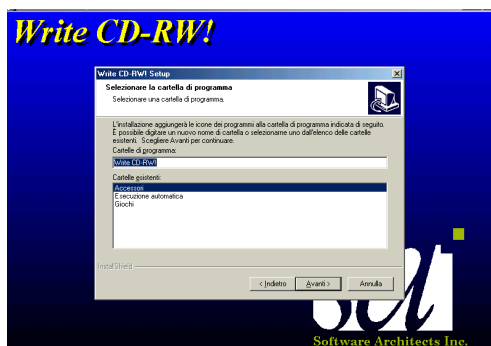 Write CD-RW!
Write CD-RW! Setup
Selezionare la cartella di programma
Selezionare una cartella di programma.
L'installazione aggiungerà le icone dei programmi alla cartella di programma indicata di seguito.
È possibile digitare un nuovo nome di cartella o selezionarne uno dall'elenco delle cartelle
esistenti. Scegliere Avanti per continuare.
Cartelle di programma:
Write CD-RW!
Cartelle esistenti:
Accessori
Esecuzione automatica
Giochi
InstallShield
< Indietro
Avanti >
Annulla
sai
Software Architects Inc.